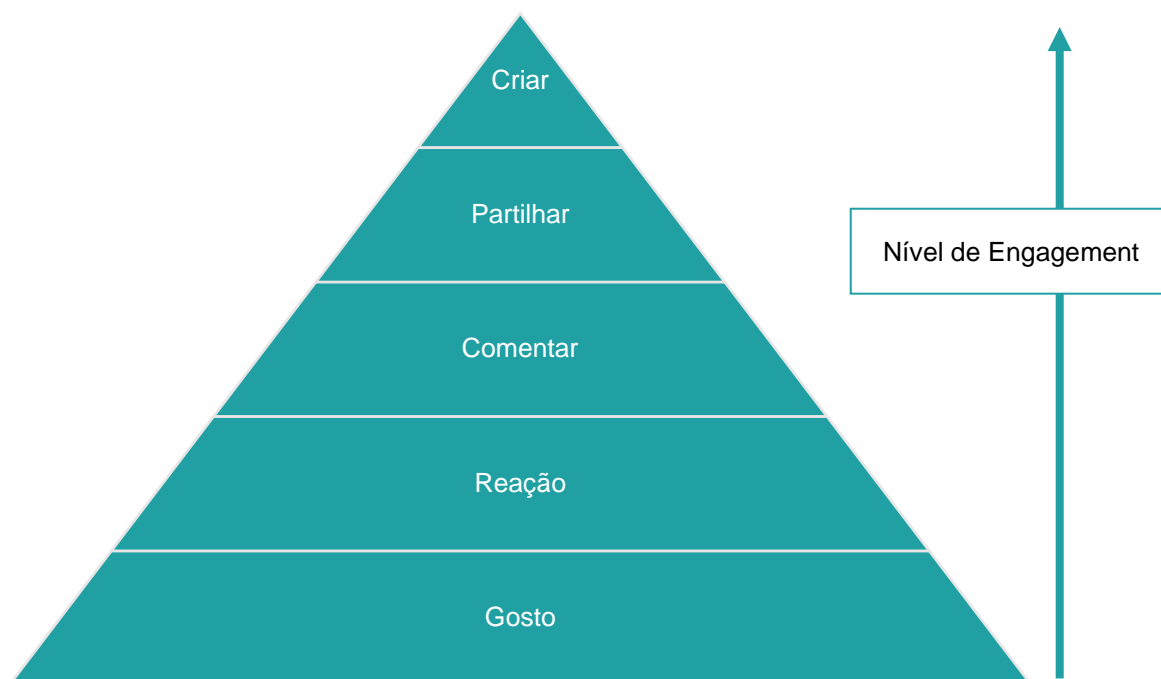 Criar
Partilhar
Nível de Engagement
Comentar
Reação
Gosto